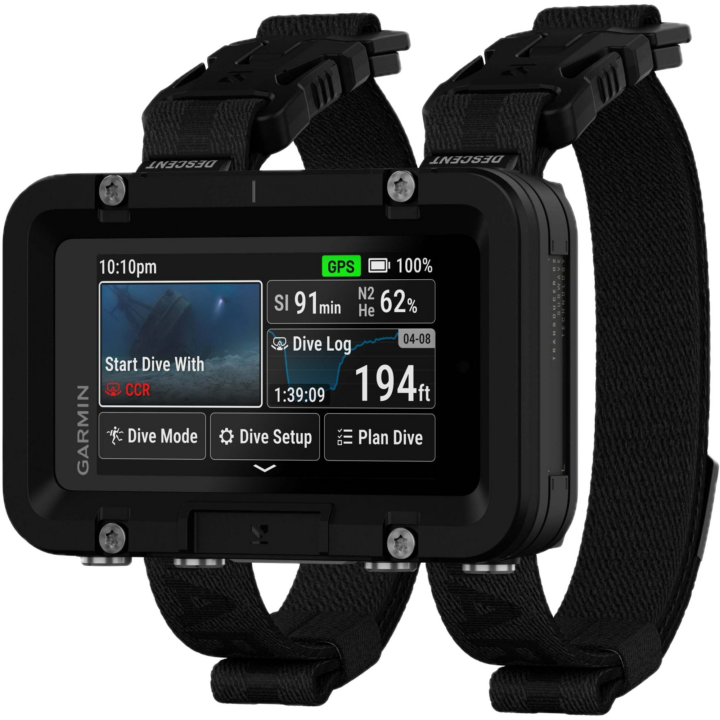 DESCENT
DESCENT
10:10pm GPS 100%
SI 91min N2 He 62%
Start Dive With
CCR
Dive Log 04-08
1:39:09 194ft
Dive Mode Dive Setup Plan Dive
GARMIN